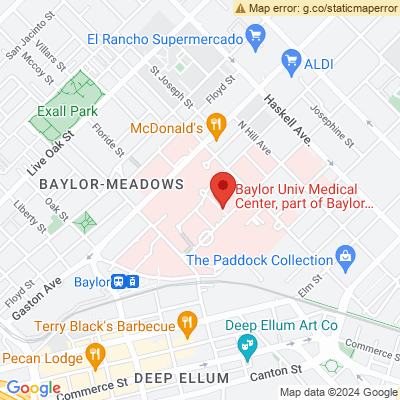 Map error: g.co/staticmaperror
El Rancho Supermercado
San Jacinto St
Villars St
Mccoy St
ALDI
St Joseph St
Floyd St
Josephine St
Haskell Ave.
Exall Park
McDonald's
N Hill Ave
Floride St
Live Oak St
BAYLOR-MEADOWS
Baylor Univ Medical
Center, part of Baylor...
Oak St
Liberty St
The Paddock Collection
Floyd St
Gaston Ave
Baylor
Elm St
Terry Black's Barbecue
Deep Ellum Art Co
Commerce St
Pecan Lodge
Canton St
DEEP ELLUM
Commerce St
Google
Map data ©2024 Google